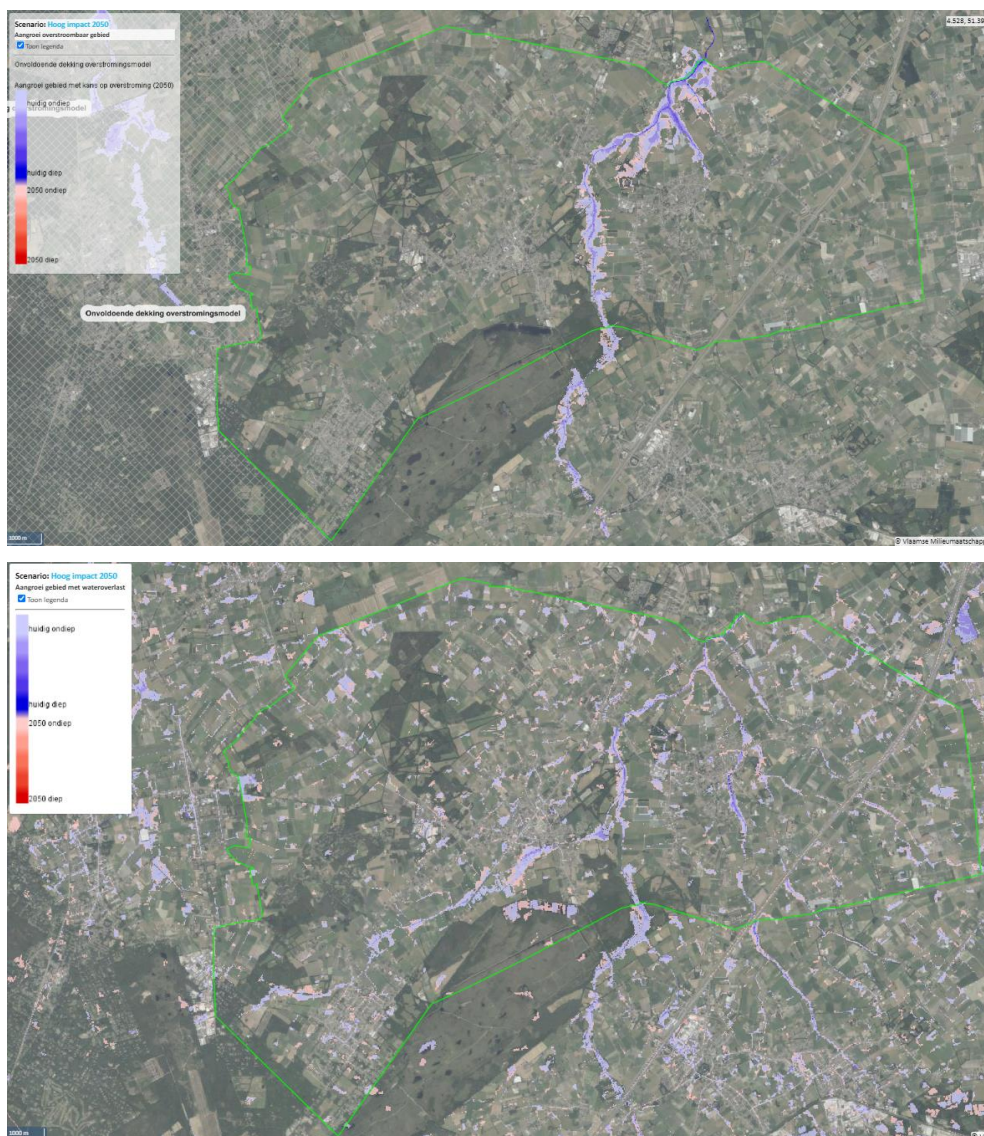 Scenario: Hoog impact 2050
Aangroei overstroombaar gebied
Toon legenda
4.528, 51.39
Onvoldoende dekking overstromingsmodel
Aangroei gebied met kans op overstroming (2050)
huidig ondiep
overstromingsmodel
huidig diep
2050 ondiep
2050 diep
Onvoldoende dekking overstromingsmodel
1000 m
© Vlaamse Milieumaatschapp
Scenario: Hoog impact 2050
Aangroei gebied met wateroverlast
Toon legenda
huidig ondiep
huidig diep
2050 ondiep
2050 diep
1000 m